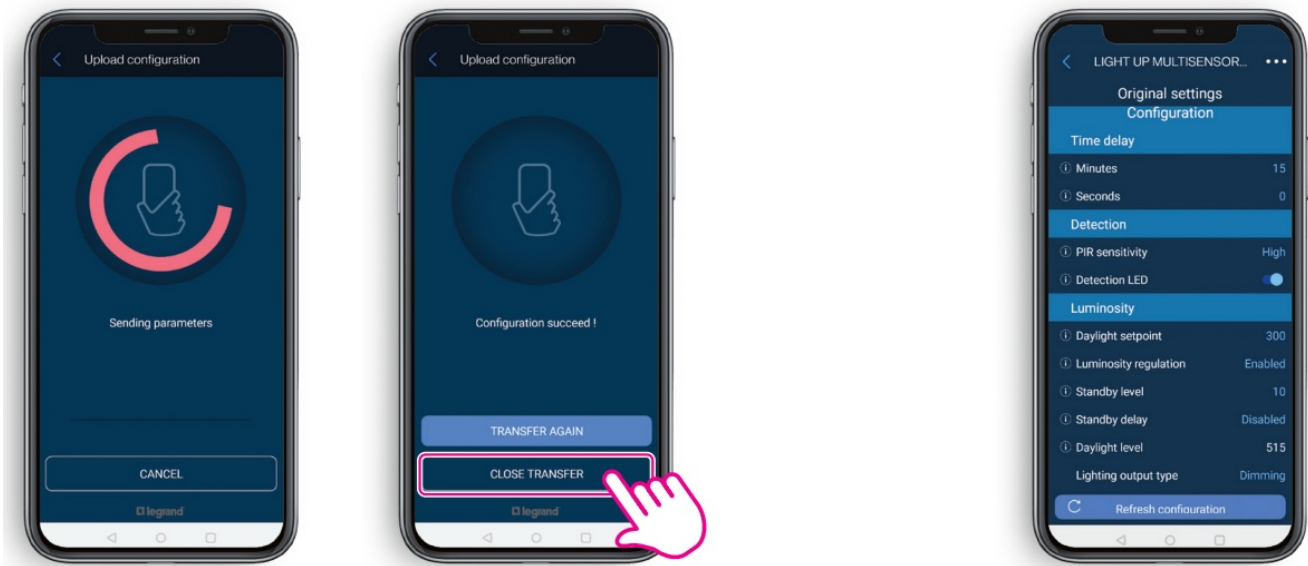 Upload configuration
Sending parameters
CANCEL
legrand
Upload configuration
Configuration succeed !
TRANSFER AGAIN
CLOSE TRANSFER
legrand
LIGHT UP MULTISENSOR...
Original settings
Configuration
Time delay
Minutes 15
Seconds 0
Detection
PIR sensitivity High
Detection LED
Luminosity
Daylight setpoint 300
Luminosity regulation Enabled
Standby level 10
Standby delay Disabled
Daylight level 515
Lighting output type Dimming
Refresh configuration